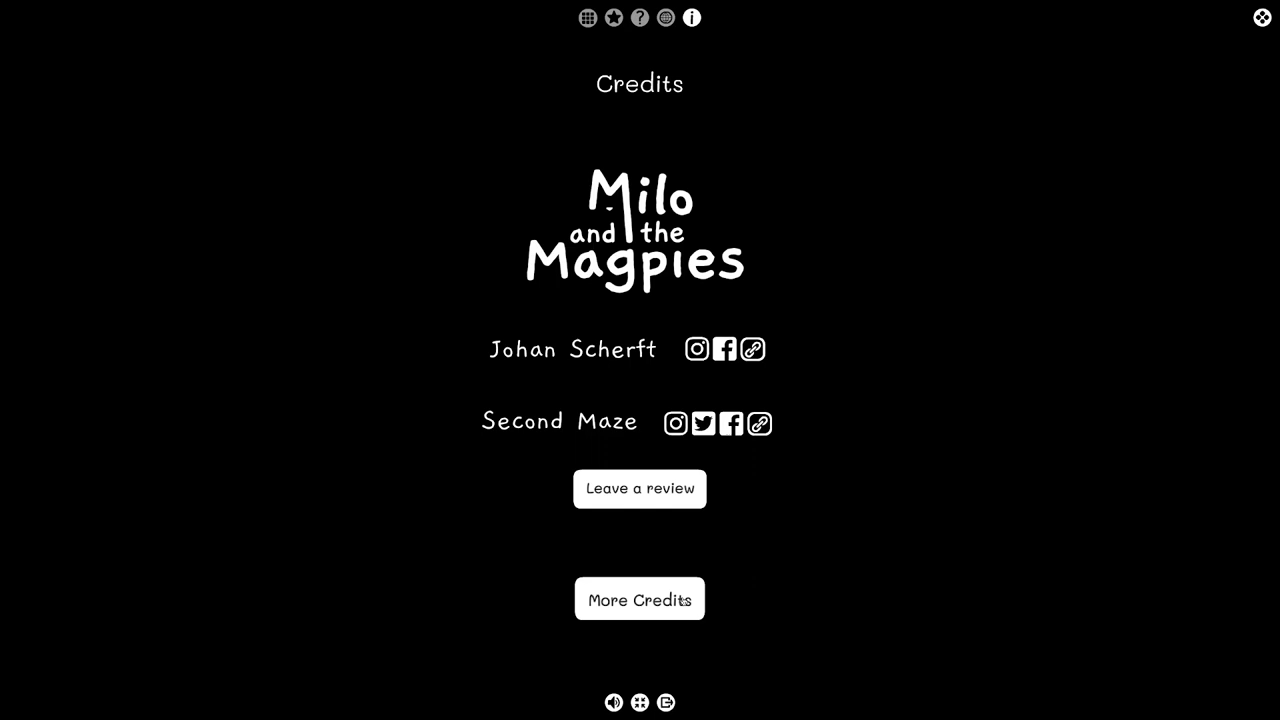 Credits
Milo
and the
Magpies
Johan Scherft
Second Maze
Leave a review
More Credits